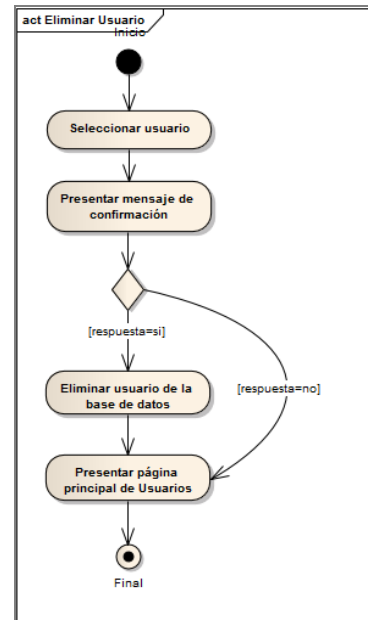 act Eliminar Usuario
Inicio
Seleccionar usuario
Presentar mensaje de
confirmación
[respuesta=si]
Eliminar usuario de la
base de datos
[respuesta=no]
Presentar página
principal de Usuarios
Final